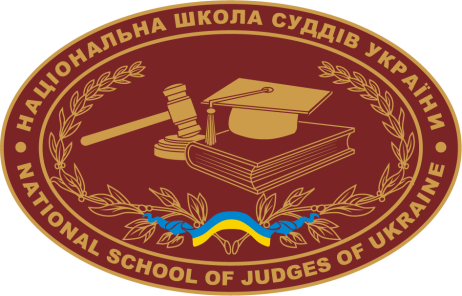 НАЦІОНАЛЬНА ШКОЛА СУДДІВ УКРАЇНИ
NATIONAL SCHOOL OF JUDGES OF UKRAINE